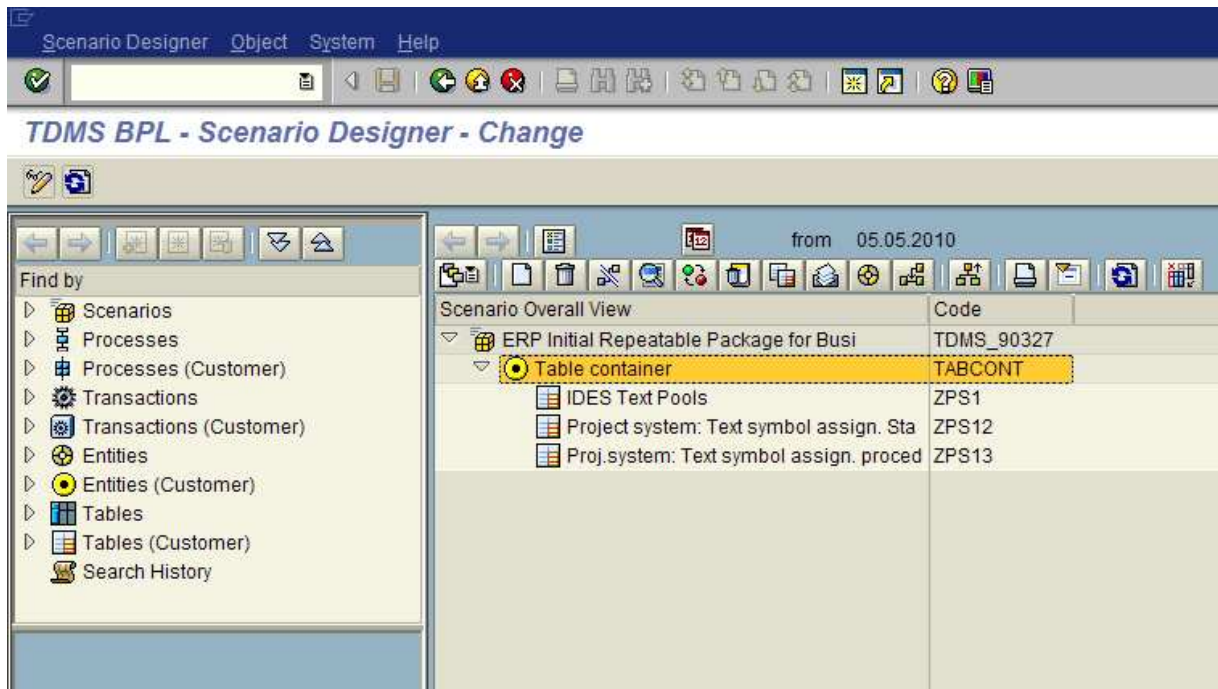 Scenario Designer Object System Help
TDMS BPL - Scenario Designer - Change
from 05.05.2010
Find by
Scenarios
Processes
Processes (Customer)
Transactions
Transactions (Customer)
Entities
Entities (Customer)
Tables
Tables (Customer)
Search History
Scenario Overall View Code
ERP Initial Repeatable Package for Busi TDMS_90327
Table container TABCONT
IDES Text Pools ZPS1
Project system: Text symbol assign. Sta ZPS12
Proj.system: Text symbol assign. proced ZPS13